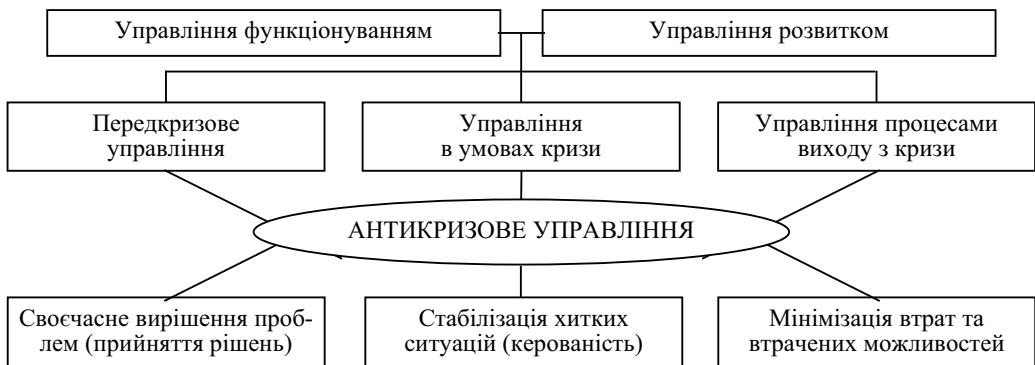 Управління функціонуванням
Управління розвитком
Передкризове
управління
Управління
в умовах кризи
Управління процесами
виходу з кризи
АНТИКРИЗОВЕ УПРАВЛІННЯ
Своєчасне вирішення проб-
лем (прийняття рішень)
Стабілізація хитких
ситуацій (керованість)
Мінімізація втрат та
втрачених можливостей